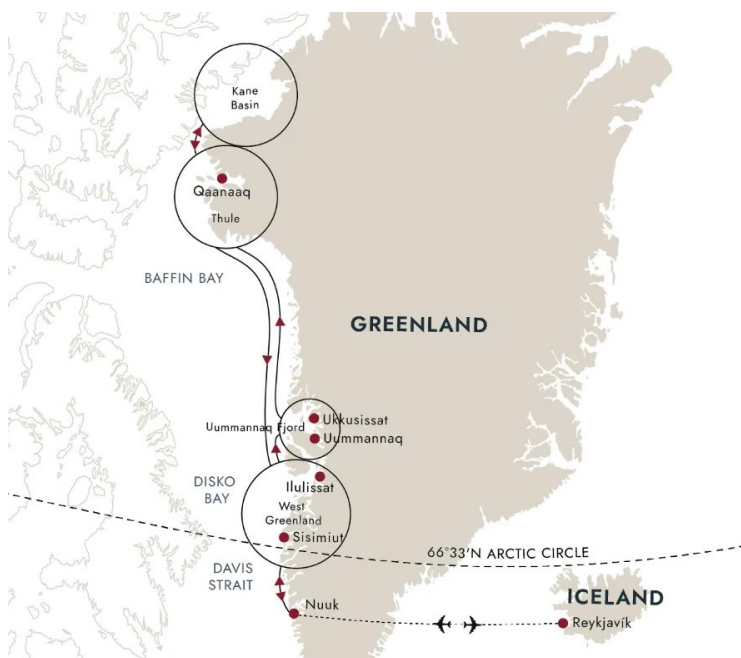 Kane
Basin
Qaanaaq
Thule
BAFFIN BAY
GREENLAND
Ukkusissat
Uummannaq Fjord
Uummannaq
DISKO
BAY
Ilulissat
West
Greenland
Sisimiut
66°33'N ARCTIC CIRCLE
DAVIS
STRAIT
Nuuk
ICELAND
Reykjavík